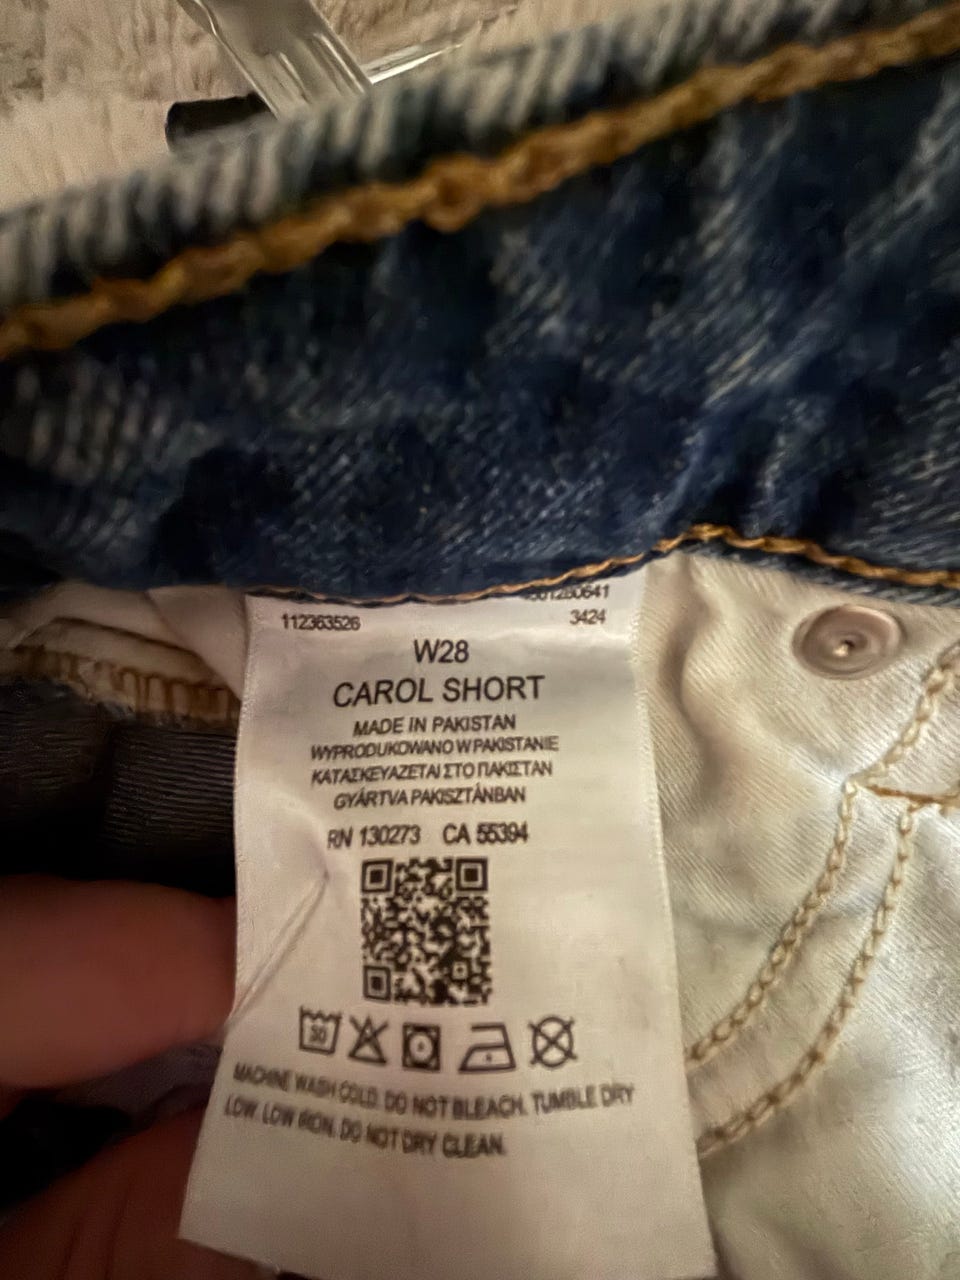 112363526
3424
W28
CAROL SHORT
MADE IN PAKISTAN
WYPRODUKOWANO W PAKISTANIE
ΚΑΤΑΣΚΕΥΑΖΕΤΑΙ ΣΤΟ ΠΑΚΙΣΤΑΝ
GYÁRTVA PAKISZTÁNBAN
RN 130273 CA 55394
30
MACHINE WASH COLD. DO NOT BLEACH. TUMBLE DRY
LOW. LOW IRON. DO NOT DRY CLEAN.